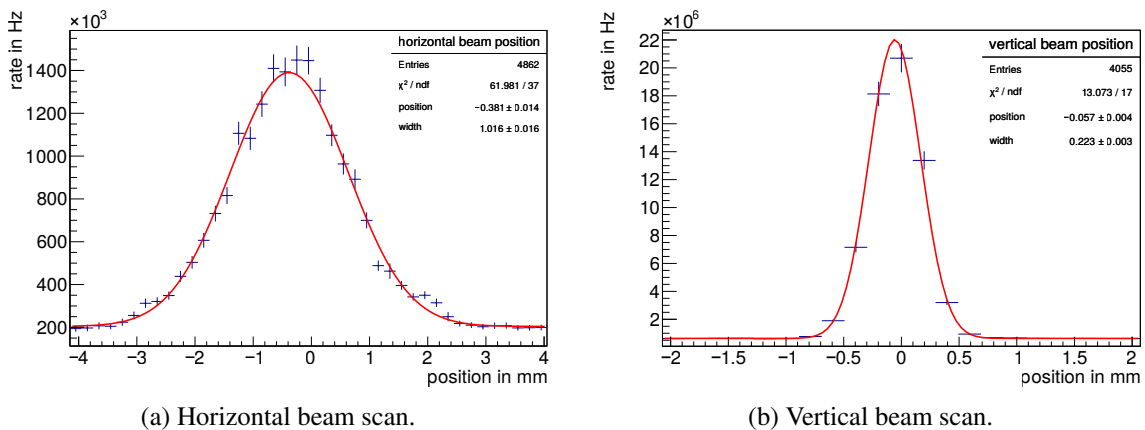 ×10³
rate in Hz
horizontal beam position
Entries 4862
χ² / ndf 61.981 / 37
position −0.381 ± 0.014
width 1.016 ± 0.016
1400
1200
1000
800
600
400
200
−4 −3 −2 −1 0 1 2 3 4
position in mm
(a) Horizontal beam scan.
×10⁶
rate in Hz
vertical beam position
Entries 4055
χ² / ndf 13.073 / 17
position −0.057 ± 0.004
width 0.223 ± 0.003
22
20
18
16
14
12
10
8
6
4
2
−2 −1.5 −1 −0.5 0 0.5 1 1.5 2
position in mm
(b) Vertical beam scan.